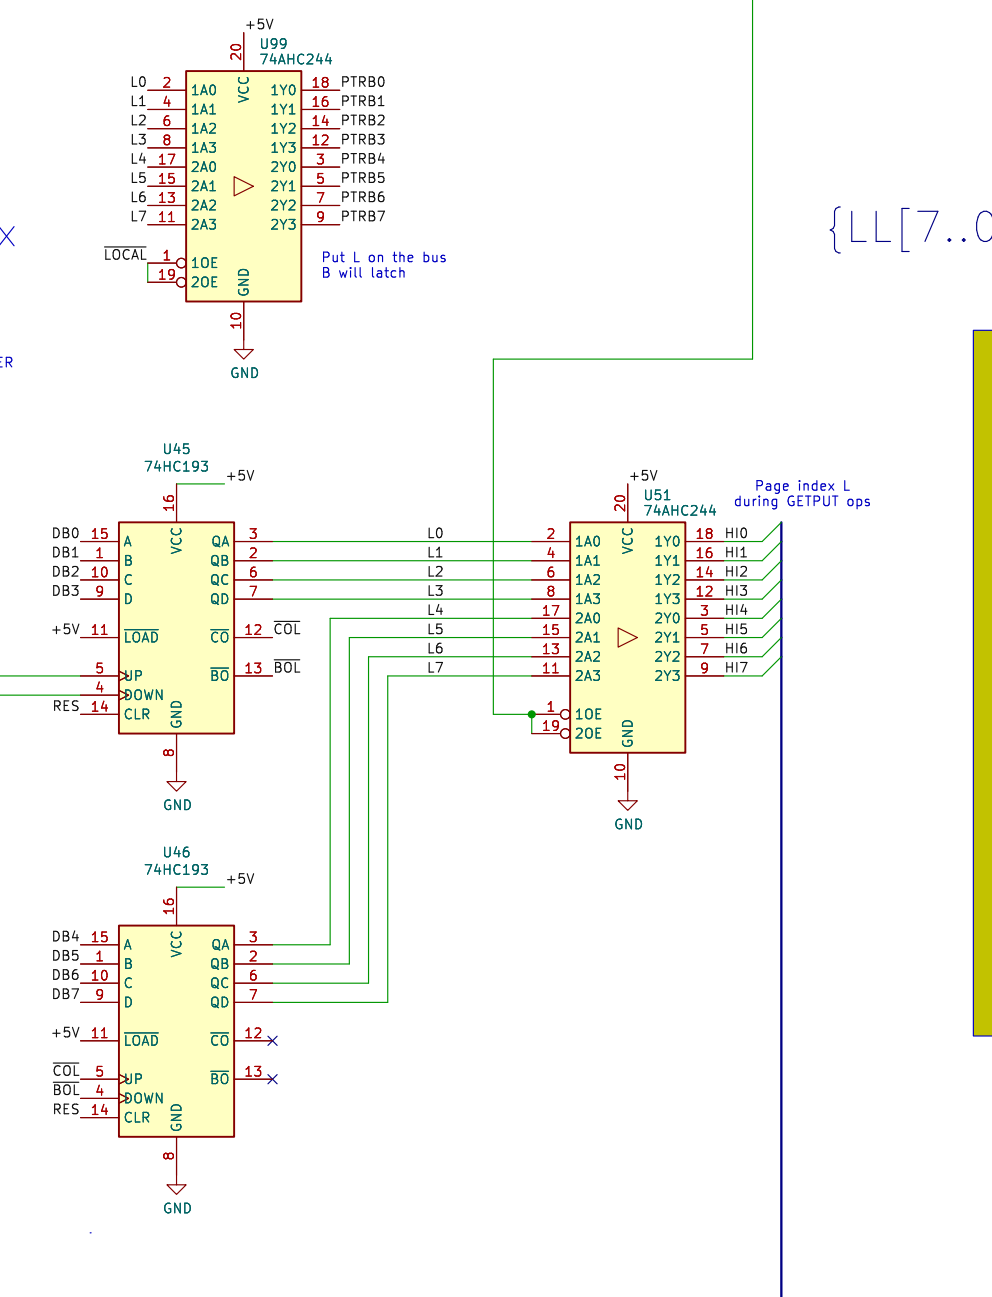 +5V
U99
74AHC244
20
VCC
L0 2 1A0 1Y0 18 PTRB0
L1 4 1A1 1Y1 16 PTRB1
L2 6 1A2 1Y2 14 PTRB2
L3 8 1A3 1Y3 12 PTRB3
L4 17 2A0 2Y0 3 PTRB4
L5 15 2A1 2Y1 5 PTRB5
L6 13 2A2 2Y2 7 PTRB6
L7 11 2A3 2Y3 9 PTRB7
LOCAL 1 1OE
19 2OE
GND
10
GND
Put L on the bus
B will latch
X
{LL[7..0
ER
U45
74HC193
+5V
16
VCC
DB0 15 A QA 3
DB1 1 B QB 2
DB2 10 C QC 6
DB3 9 D QD 7
+5V 11 LOAD CO 12 COL
5 UP BO 13 BOL
4 DOWN
RES 14 CLR
GND
8
GND
L0
L1
L2
L3
L4
L5
L6
L7
+5V
U51
74AHC244
20
VCC
2 1A0 1Y0 18 HI0
4 1A1 1Y1 16 HI1
6 1A2 1Y2 14 HI2
8 1A3 1Y3 12 HI3
17 2A0 2Y0 3 HI4
15 2A1 2Y1 5 HI5
13 2A2 2Y2 7 HI6
11 2A3 2Y3 9 HI7
1 1OE
19 2OE
GND
10
GND
Page index L
during GETPUT ops
U46
74HC193
+5V
16
VCC
DB4 15 A QA 3
DB5 1 B QB 2
DB6 10 C QC 6
DB7 9 D QD 7
+5V 11 LOAD CO 12
COL 5 UP BO 13
BOL 4 DOWN
RES 14 CLR
GND
8
GND